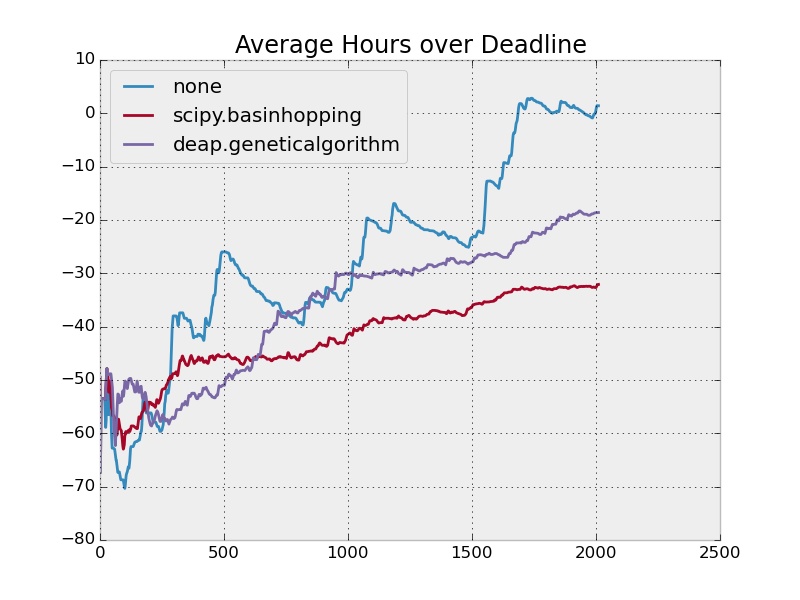 Average Hours over Deadline
none
scipy.basinhopping
deap.geneticalgorithm
10
0
−10
−20
−30
−40
−50
−60
−70
−80
0 500 1000 1500 2000 2500